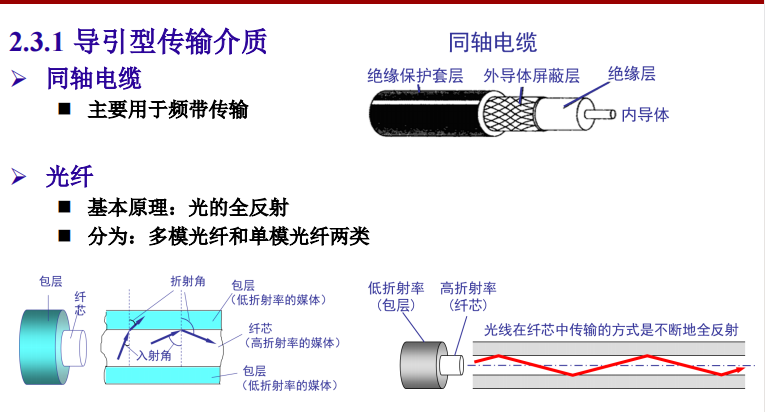 2.3.1 导引型传输介质
同轴电缆
主要用于频带传输
同轴电缆
绝缘保护套层
外导体屏蔽层
绝缘层
内导体
光纤
基本原理：光的全反射
分为：多模光纤和单模光纤两类
包层
纤
芯
折射角
入射角
包层
（低折射率的媒体）
纤芯
（高折射率的媒体）
包层
（低折射率的媒体）
低折射率
（包层）
高折射率
（纤芯）
光线在纤芯中传输的方式是不断地全反射